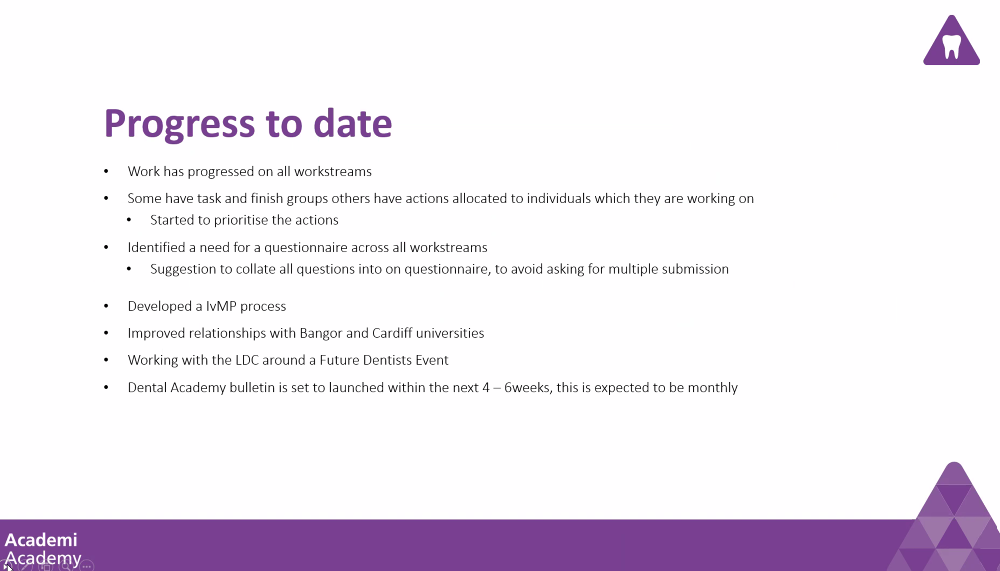 Progress to date
• Work has progressed on all workstreams
• Some have task and finish groups others have actions allocated to individuals which they are working on
• Started to prioritise the actions
• Identified a need for a questionnaire across all workstreams
• Suggestion to collate all questions into on questionnaire, to avoid asking for multiple submission
• Developed a IvMP process
• Improved relationships with Bangor and Cardiff universities
• Working with the LDC around a Future Dentists Event
• Dental Academy bulletin is set to launched within the next 4 – 6weeks, this is expected to be monthly
Academi
Academy